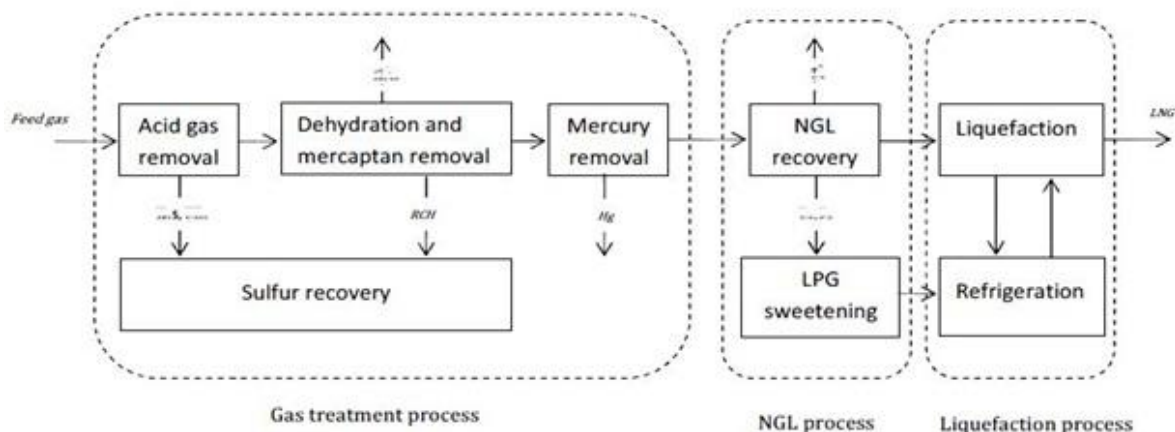 Feed gas
Acid gas
removal
Dehydration and
mercaptan removal
Mercury
removal
NGL
recovery
Liquefaction
LNG
RCH
Hg
Sulfur recovery
LPG
sweetening
Refrigeration
Gas treatment process
NGL process
Liquefaction process